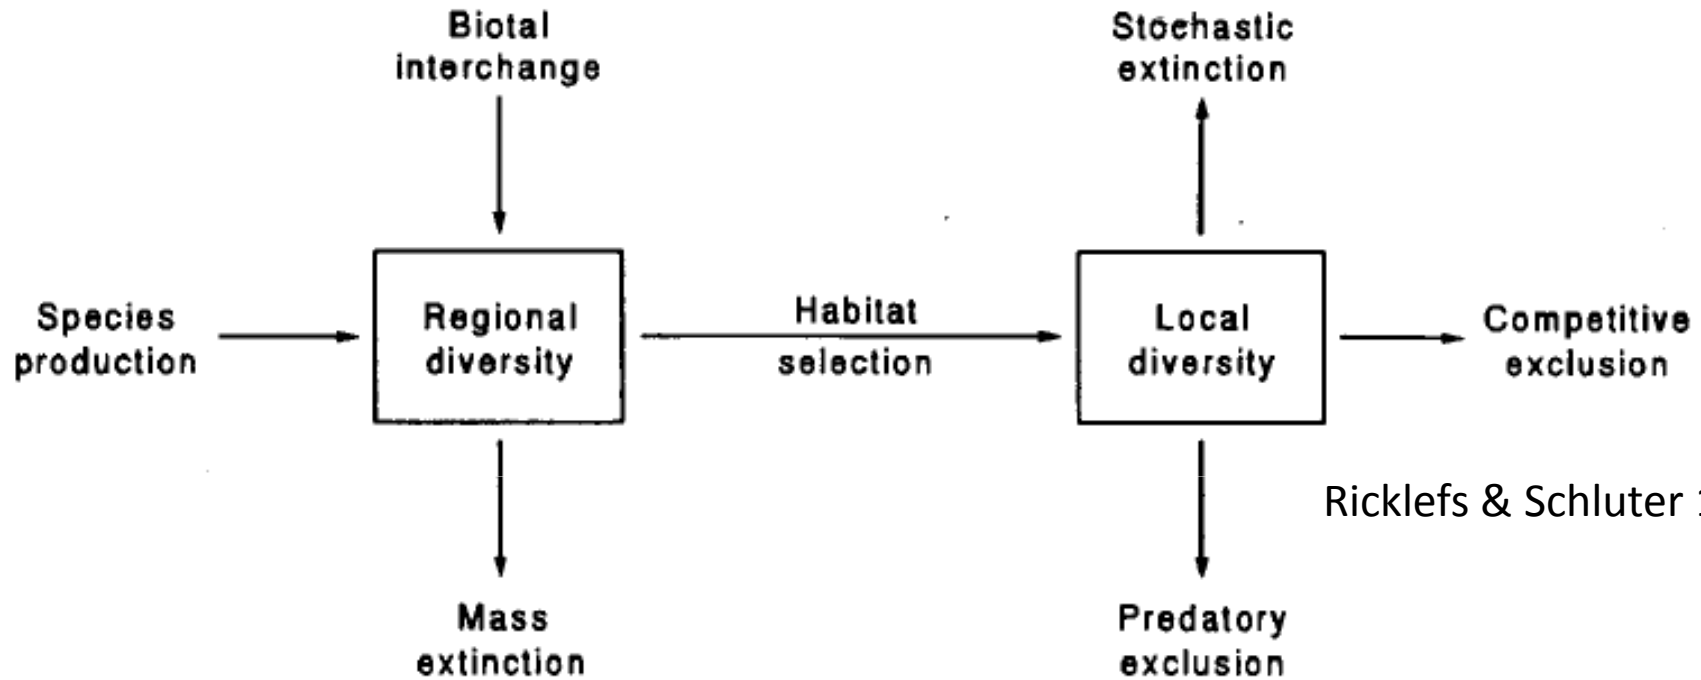 Biotal
interchange
Stochastic
extinction
Species
production
Regional
diversity
Habitat
selection
Local
diversity
Competitive
exclusion
Ricklefs & Schluter
Mass
extinction
Predatory
exclusion